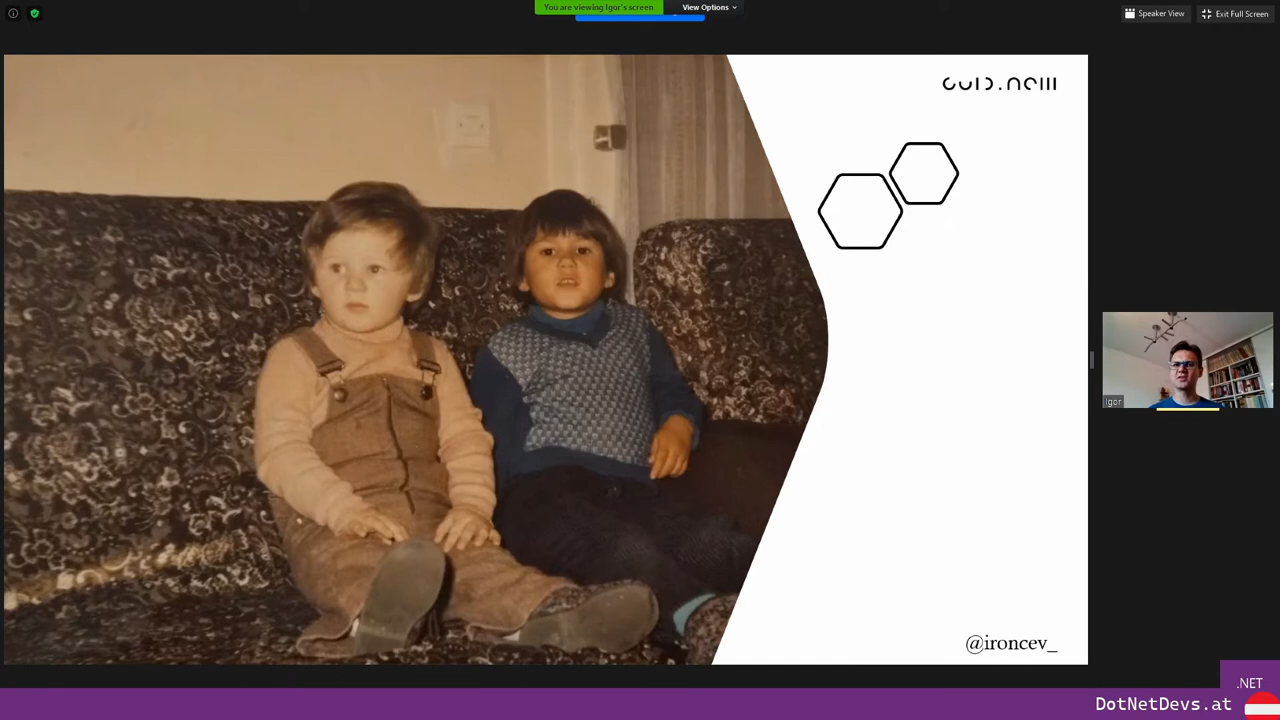 You are viewing Igor's screen
View Options
Speaker View
Exit Full Screen
Igor
@ironcev_
.NET
DotNetDevs.at